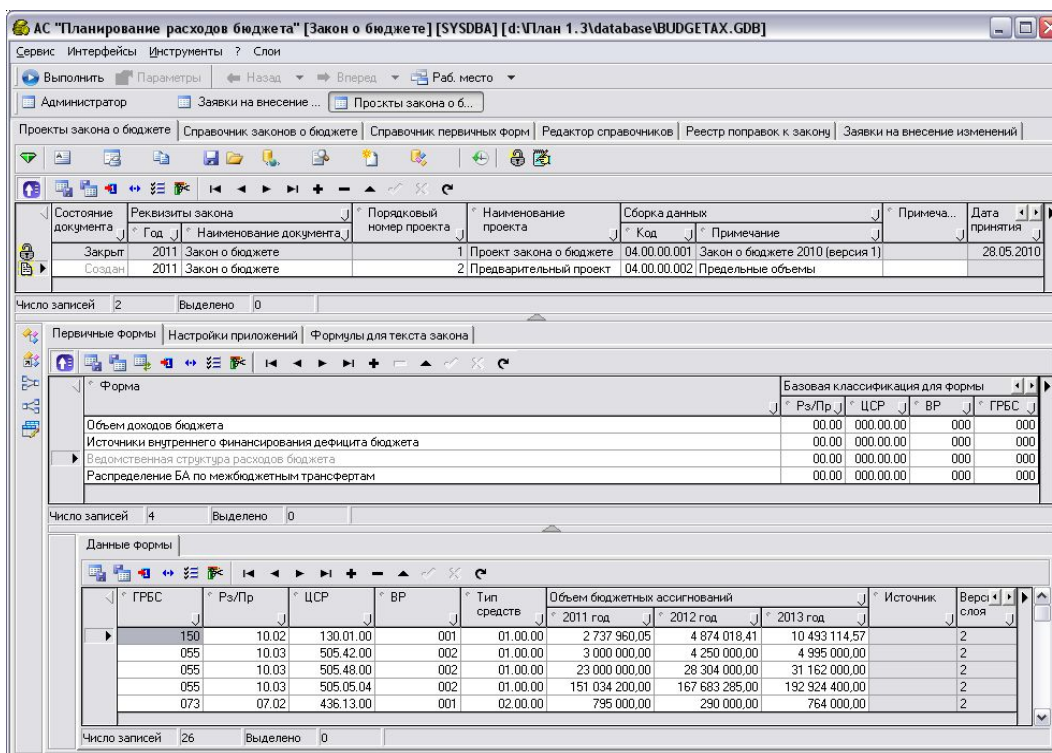 АС "Планирование расходов бюджета" [Закон о бюджете] [SYSDBA] [d:\План 1.3\database\BUDGETAX.GDB]
Сервис Интерфейсы Инструменты ? Слои
Выполнить Параметры Назад Вперед Раб. место
Администратор Заявки на внесение ... Проекты закона о б...
Проекты закона о бюджете Справочник законов о бюджете Справочник первичных форм Редактор справочников Реестр поправок к закону Заявки на внесение изменений
Состояние документа Реквизиты закона Порядковый номер проекта Наименование проекта Сборка данных Примеча... Дата принятия
Год Наименование документа Код Примечание
Закрыт 2011 Закон о бюджете 1 Проект закона о бюджете 04.00.00.001 Закон о бюджете 2010 (версия 1) 28.05.2010
Создан 2011 Закон о бюджете 2 Предварительный проект 04.00.00.002 Предельные объемы
Число записей 2 Выделено 0
Первичные формы Настройки приложений Формулы для текста закона
Форма Базовая классификация для формы
Рз/Пр ЦСР ВР ГРБС
Объем доходов бюджета 00.00 000.00.00 000 000
Источники внутреннего финансирования дефицита бюджета 00.00 000.00.00 000 000
Ведомственная структура расходов бюджета 00.00 000.00.00 000 000
Распределение БА по межбюджетным трансфертам 00.00 000.00.00 000 000
Число записей 4 Выделено 0
Данные формы
ГРБС Рз/Пр ЦСР ВР Тип средств Объем бюджетных ассигнований Источник Верси слоя
2011 год 2012 год 2013 год
150 10.02 130.01.00 001 01.00.00 2 737 960,05 4 874 018,41 10 493 114,57 2
055 10.03 505.42.00 002 01.00.00 3 000 000,00 4 250 000,00 4 995 000,00 2
055 10.03 505.48.00 002 01.00.00 23 000 000,00 28 304 000,00 31 162 000,00 2
055 10.03 505.05.04 002 01.00.00 151 034 200,00 167 683 285,00 192 924 400,00 2
073 07.02 436.13.00 001 02.00.00 795 000,00 290 000,00 764 000,00 2
Число записей 26 Выделено 0